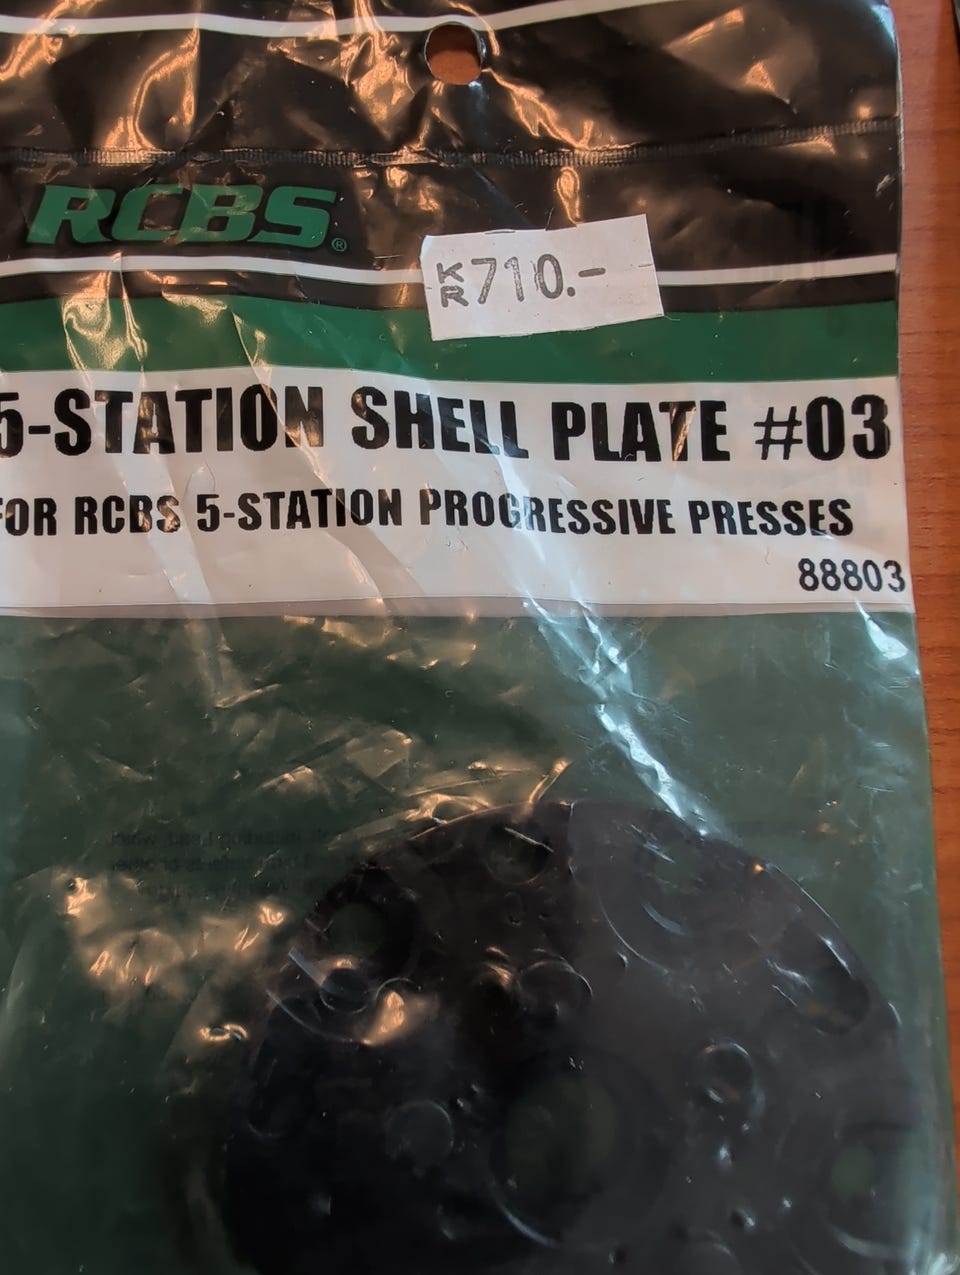 RCBS®
KR 710.-
5-STATION SHELL PLATE #03
FOR RCBS 5-STATION PROGRESSIVE PRESSES
88803